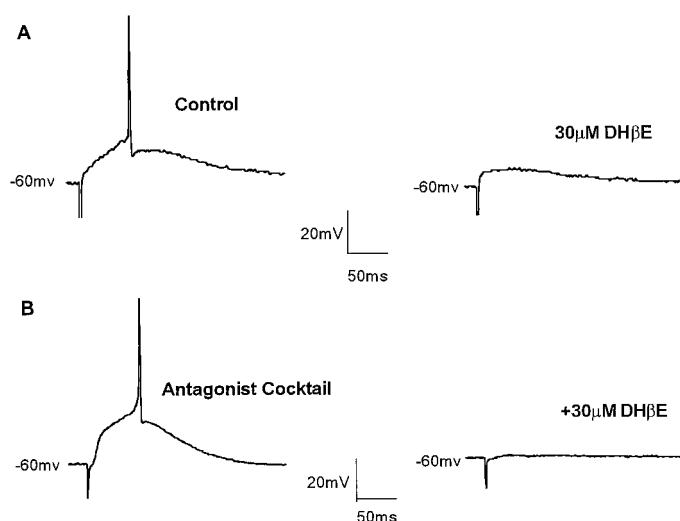 A
Control
30μM DHβE
-60mv
-60mv
20mV
50ms
B
Antagonist Cocktail
+30μM DHβE
-60mv
-60mv
20mV
50ms